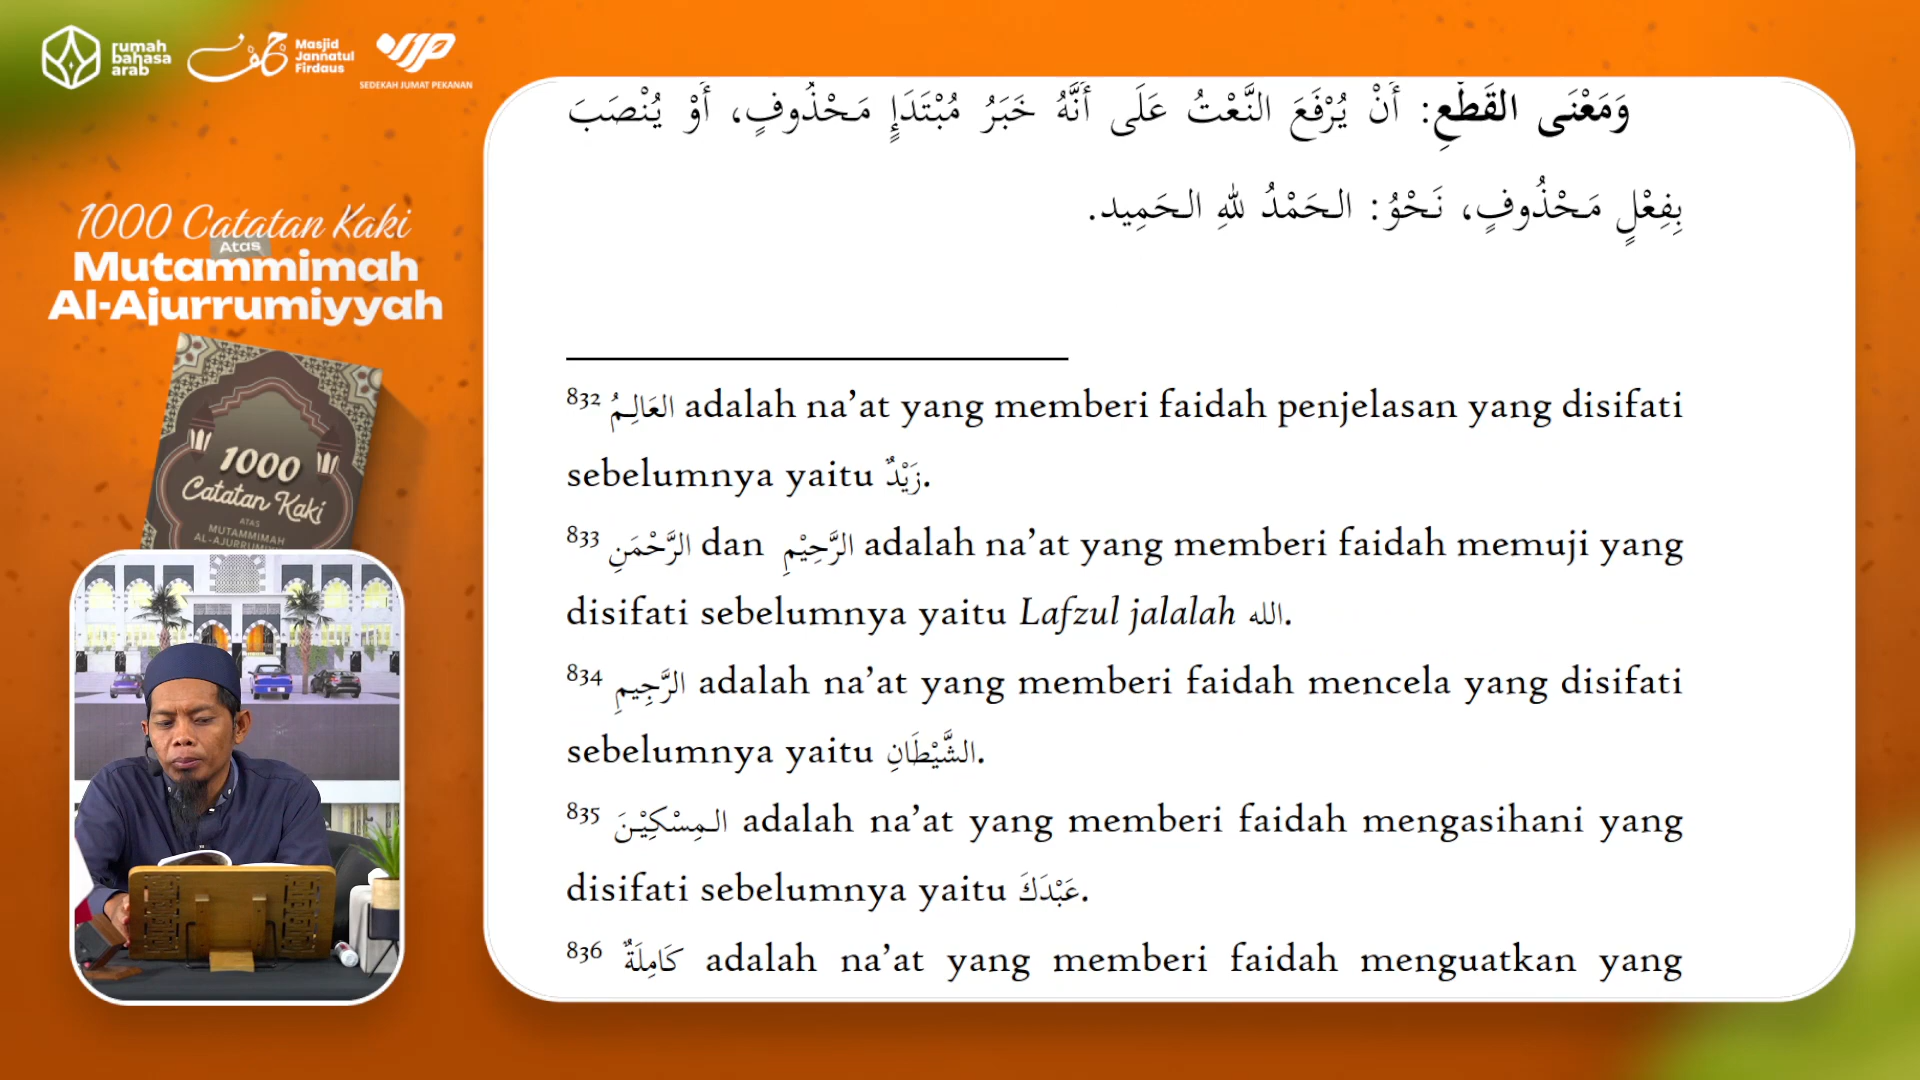 rumah
bahasa
arab
Masjid
Jannatul
Firdaus
VIP
SEDEKAH JUMAT PEKANAN
1000 Catatan Kaki
Atas
Mutammimah
Al-Ajurrumiyyah
1000
Catatan Kaki
ATAS
MUTAMMIMAH
وَمَعْنَى القَطْعِ: أَنْ يُرْفَعَ النَّعْتُ عَلَى أَنَّهُ خَبَرُ مُبْتَدَإٍ مَحْذُوفٍ، أَوْ يُنْصَبَ
بِفِعْلٍ مَحْذُوفٍ، نَحْوُ: الحَمْدُ للهِ الحَمِيد.
832 العَالِمُ adalah na’at yang memberi faidah penjelasan yang disifati
sebelumnya yaitu زَيْدٌ.
833 الرَّحْمَنِ dan الرَّحِيْمِ adalah na’at yang memberi faidah memuji yang
disifati sebelumnya yaitu Lafzul jalalah الله.
834 الرَّجِيمِ adalah na’at yang memberi faidah mencela yang disifati
sebelumnya yaitu الشَّيْطَانِ.
835 المِسْكِيْنَ adalah na’at yang memberi faidah mengasihani yang
disifati sebelumnya yaitu عَبْدَكَ.
836 كَامِلَةٌ adalah na’at yang memberi faidah menguatkan yang